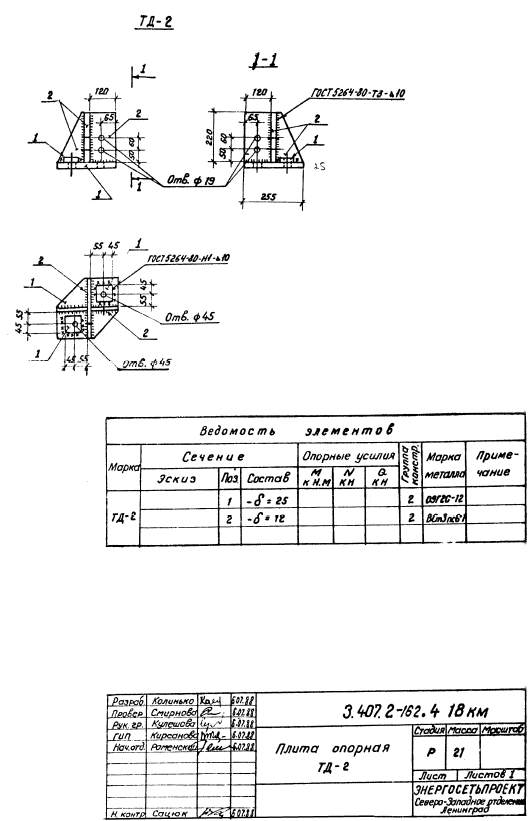 ТД-2
1-1
1
120
2
2
65
60
50
1
1
1
Отв. ф 19
ГОСТ 5264-80-Т3-⊿10
120
65
220
60
50
2
1
25
255
55 45
1
ГОСТ 5264-80-Н1-⊿10
2
1
45
55
Отв. ф 45
55
45
2
1
45 55
Отв. ф 45
Ведомость элементов
Марка
Сечение
Опорные усилия
Группа констр.
Марка металла
Приме-чание
Эскиз
Поз.
Состав
М кН.м
N кН
Q кН
ТД-2
1 -δ = 25 2 09Г2С-12
2 -δ = 12 2 ВСт3пс6-1
Разраб. Колинько 6.07.88
Провер. Смирнова 6.07.88
Рук. гр. Кулешова 6.07.88
ГИП Кирсанова 6.07.88
Нач.отд. Роменский 6.07.88
Н. контр. Сацюк 6.07.88
3.407.2-162.4 18 км
Плита опорная
ТД-2
Стадия Масса Масштаб
Р 21
Лист Листов 1
ЭНЕРГОСЕТЬПРОЕКТ
Северо-Западное отделение
Ленинград